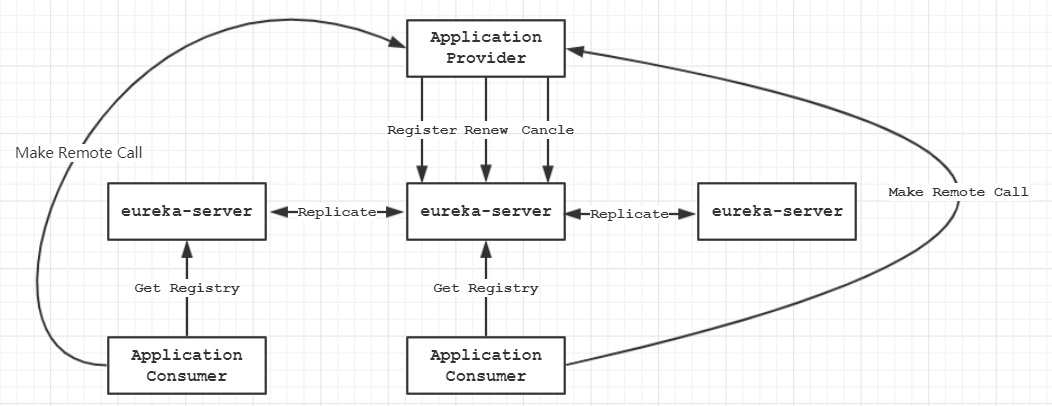 Application
Provider
Register Renew Cancle
Make Remote Call
Make Remote Call
eureka-server
Replicate
eureka-server
Replicate
eureka-server
Get Registry
Get Registry
Application
Consumer
Application
Consumer